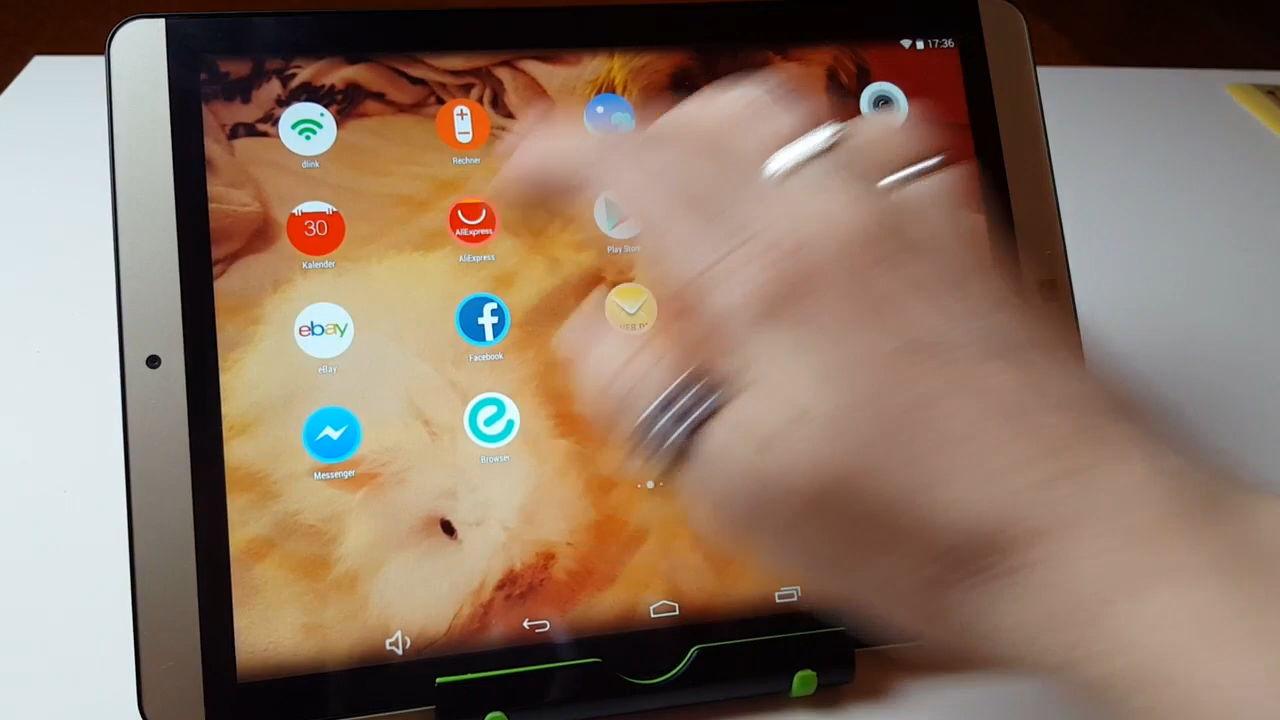 17:36
dlink
Rechner
30
Kalender
AliExpress
AliExpress
Play Store
ebay
eBay
f
Facebook
Messenger
Browser